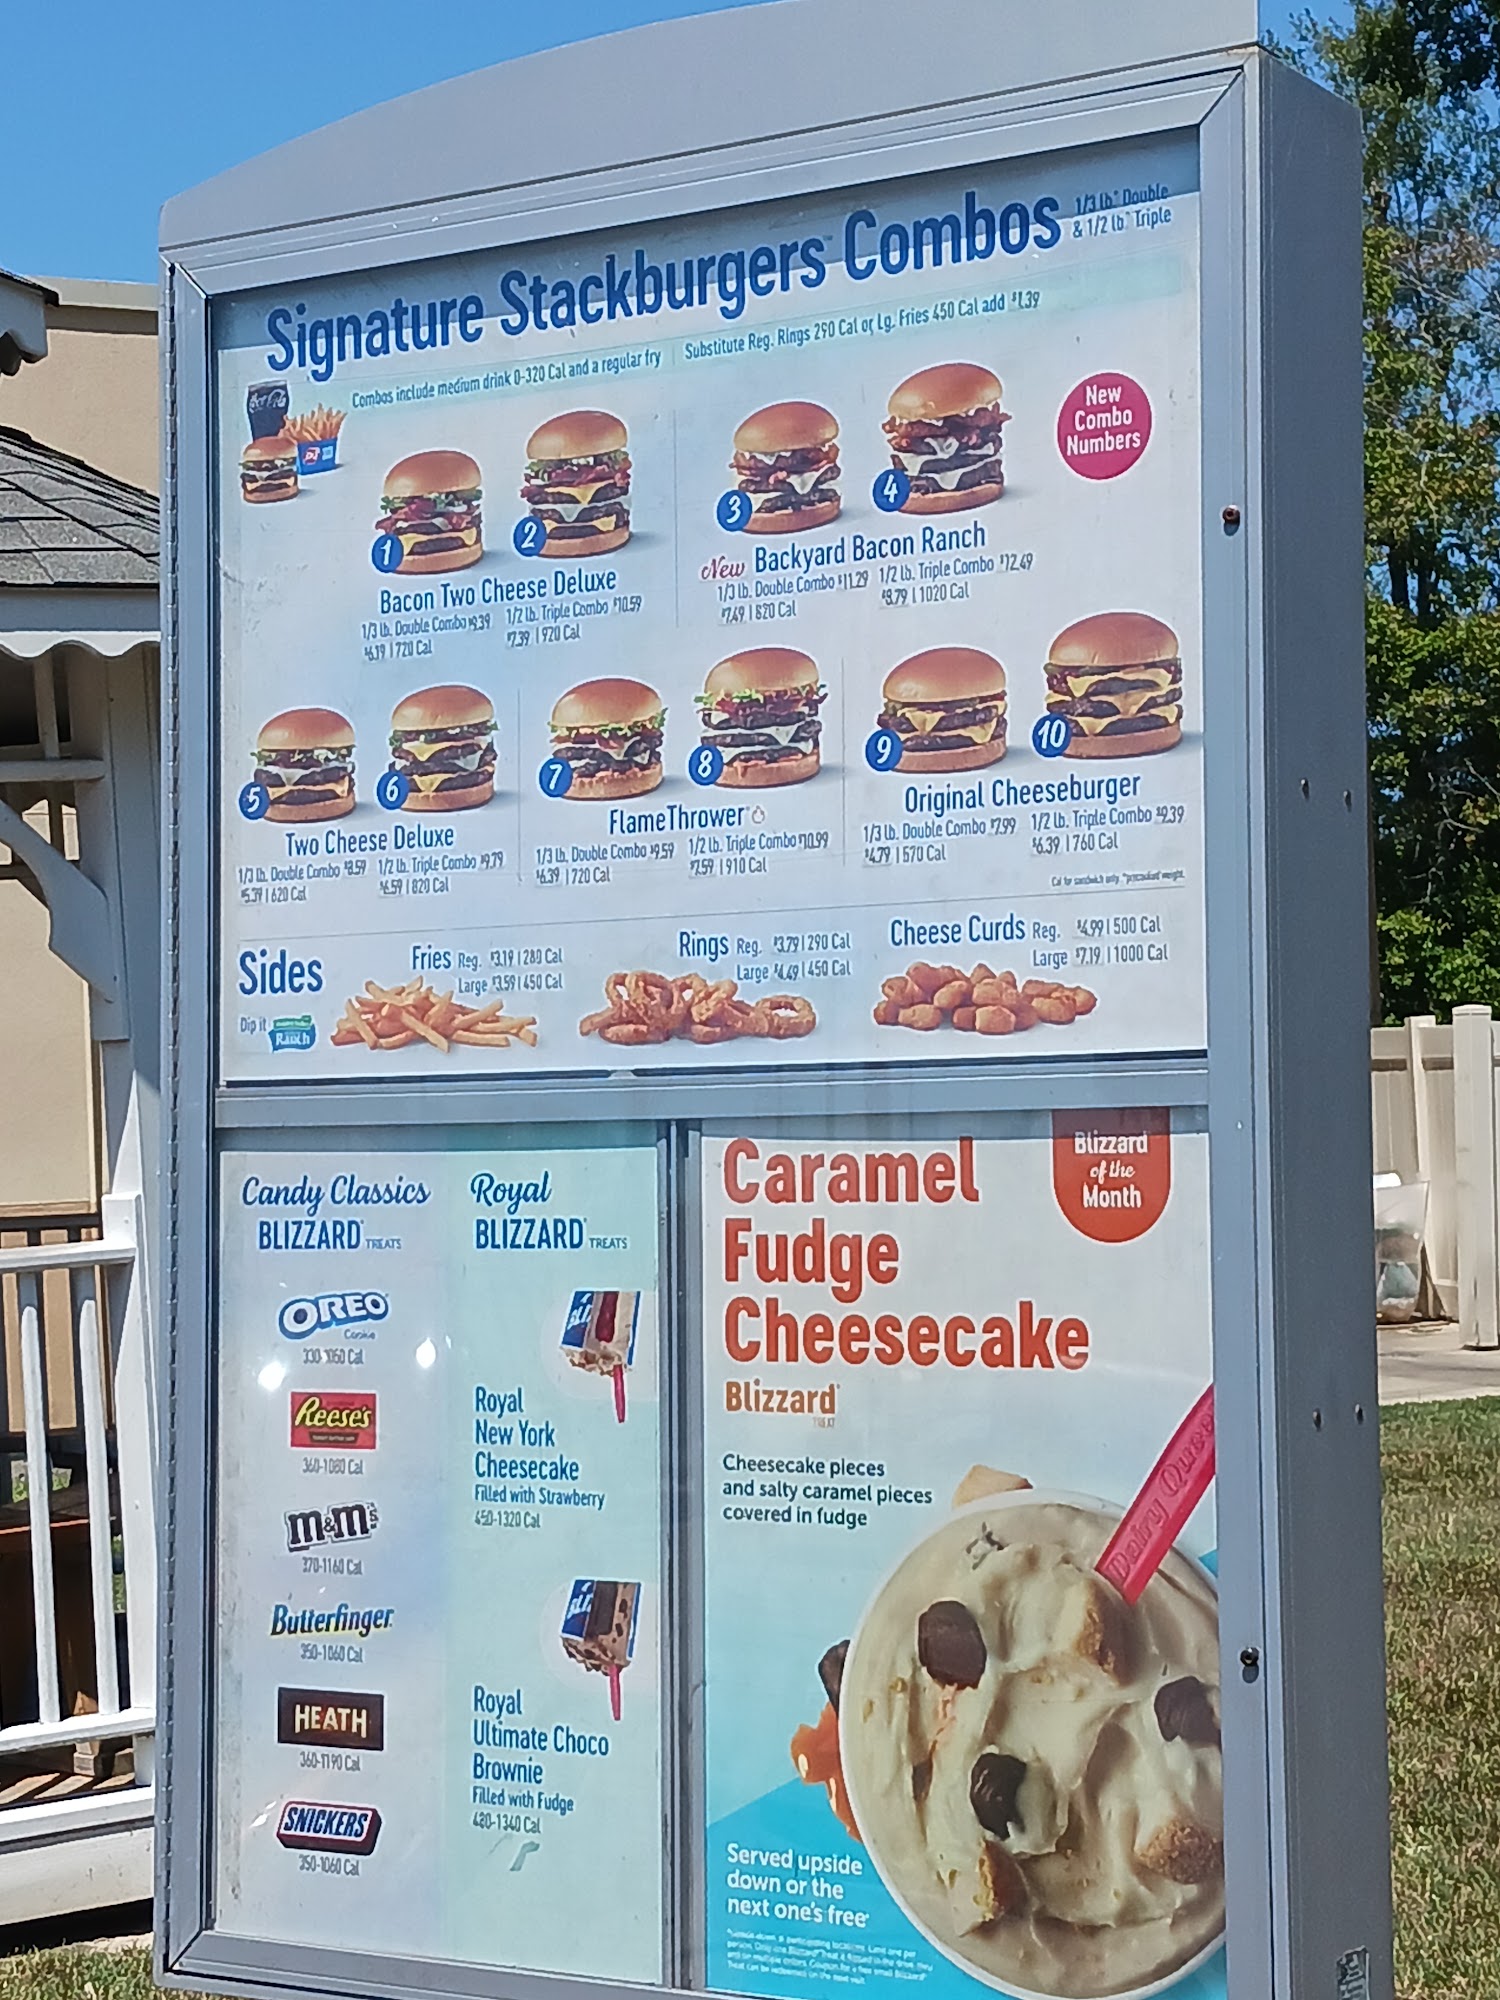 Signature Stackburgers Combos
1/3 lb* Double
& 1/2 lb* Triple
Combos include medium drink 0-320 Cal and a regular fry
Substitute Reg. Rings 290 Cal or Lg. Fries 450 Cal add $1.39
New
Combo
Numbers
1
2
3
4
Bacon Two Cheese Deluxe
1/3 lb. Double Combo $9.39
$6.19 | 720 Cal
1/2 lb. Triple Combo $10.59
$7.39 | 920 Cal
New Backyard Bacon Ranch
1/3 lb. Double Combo $11.29
$7.49 | 820 Cal
1/2 lb. Triple Combo $12.49
$8.79 | 1020 Cal
5
6
7
8
9
10
Two Cheese Deluxe
1/3 lb. Double Combo $8.59
$5.39 | 620 Cal
1/2 lb. Triple Combo $9.79
$6.59 | 820 Cal
FlameThrower®
1/3 lb. Double Combo $9.59
$6.39 | 720 Cal
1/2 lb. Triple Combo $10.99
$7.59 | 910 Cal
Original Cheeseburger
1/3 lb. Double Combo $7.99
$4.79 | 570 Cal
1/2 lb. Triple Combo $9.39
$6.39 | 760 Cal
Cal for sandwich only. *precooked weight.
Sides
Dip it
Ranch
Fries Reg. $3.19 | 280 Cal
Large $3.59 | 450 Cal
Rings Reg. $3.79 | 290 Cal
Large $4.49 | 450 Cal
Cheese Curds Reg. $4.99 | 500 Cal
Large $7.19 | 1000 Cal
Candy Classics
BLIZZARD® TREATS
OREO
Cookie
330-1050 Cal
Reese's
360-1080 Cal
m&m's
370-1160 Cal
Butterfinger
350-1060 Cal
HEATH
360-1190 Cal
SNICKERS
350-1060 Cal
Royal
BLIZZARD® TREATS
Royal
New York
Cheesecake
Filled with Strawberry
450-1320 Cal
Royal
Ultimate Choco
Brownie
Filled with Fudge
480-1340 Cal
Blizzard
of the
Month
Caramel
Fudge
Cheesecake
Blizzard®
TREAT
Cheesecake pieces
and salty caramel pieces
covered in fudge
Dairy Queen
Served upside
down or the
next one's free*